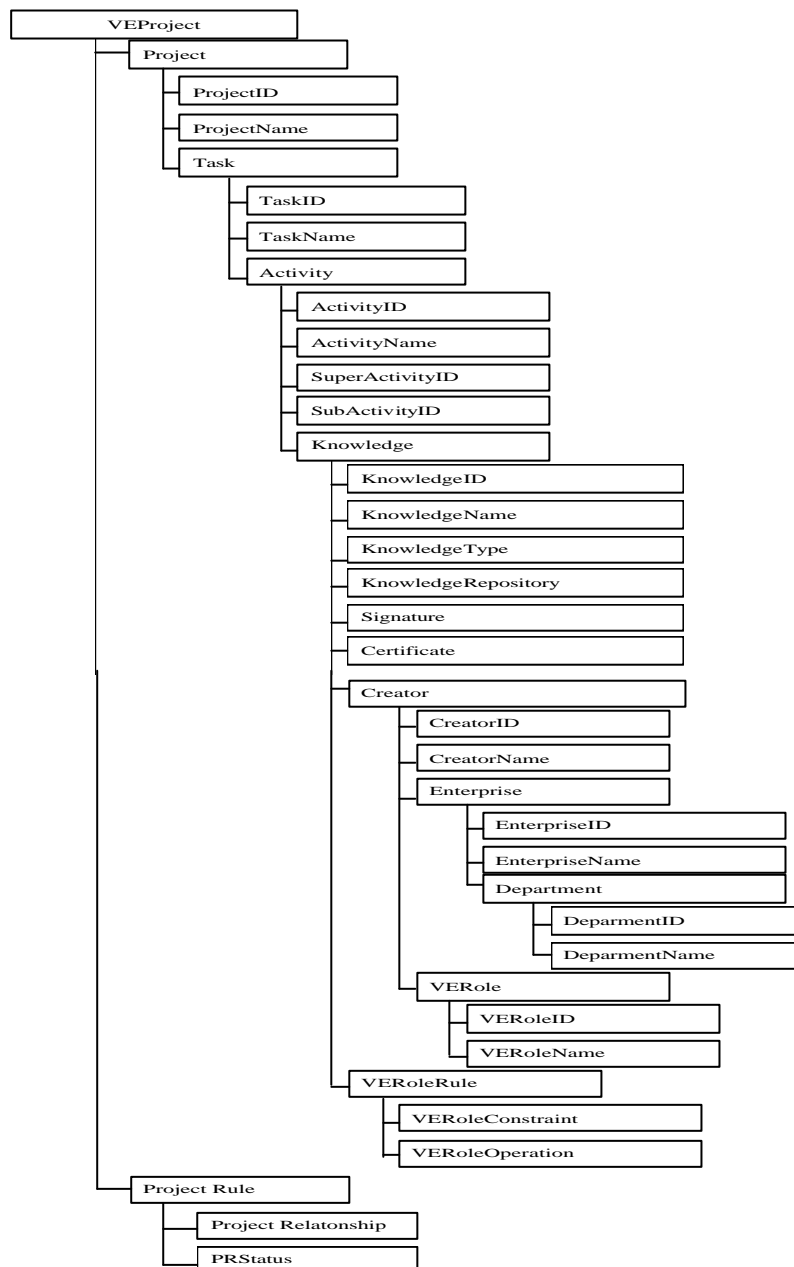 VEProject
Project
ProjectID
ProjectName
Task
TaskID
TaskName
Activity
ActivityID
ActivityName
SuperActivityID
SubActivityID
Knowledge
KnowledgeID
KnowledgeName
KnowledgeType
KnowledgeRepository
Signature
Certificate
Creator
CreatorID
CreatorName
Enterprise
EnterpriseID
EnterpriseName
Department
DeparmentID
DeparmentName
VERole
VERoleID
VERoleName
VERoleRule
VERoleConstraint
VERoleOperation
Project Rule
Project Relatonship
PRStatus